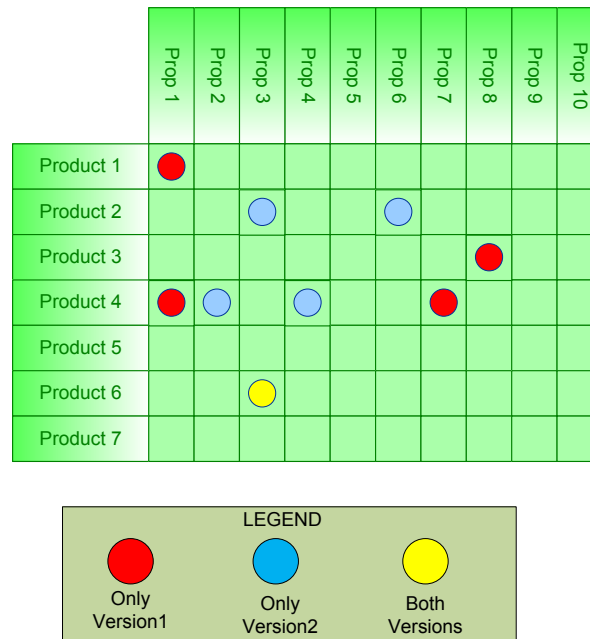 Prop 1
Prop 2
Prop 3
Prop 4
Prop 5
Prop 6
Prop 7
Prop 8
Prop 9
Prop 10
Product 1
Product 2
Product 3
Product 4
Product 5
Product 6
Product 7
LEGEND
Only
Version1
Only
Version2
Both
Versions